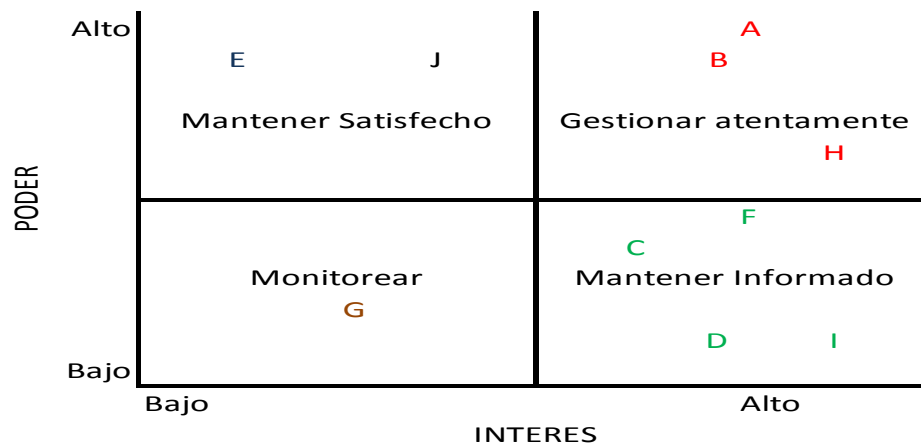 Alto
A
E
J
B
Mantener Satisfecho
Gestionar atentamente
H
PODER
F
C
Monitorear
Mantener Informado
G
D
I
Bajo
Bajo
Alto
INTERES